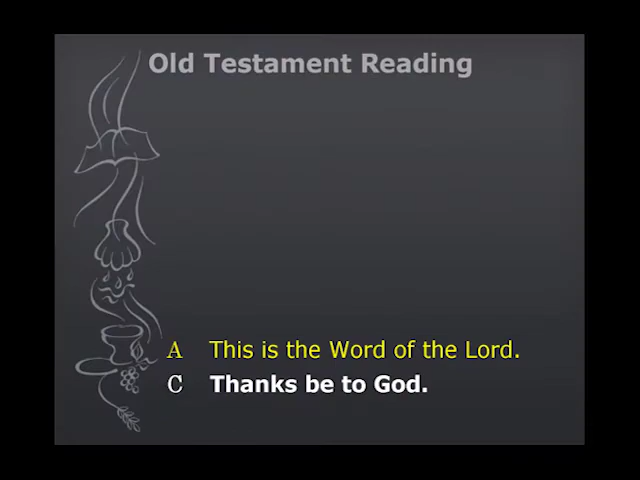 Old Testament Reading
A This is the Word of the Lord.
C Thanks be to God.